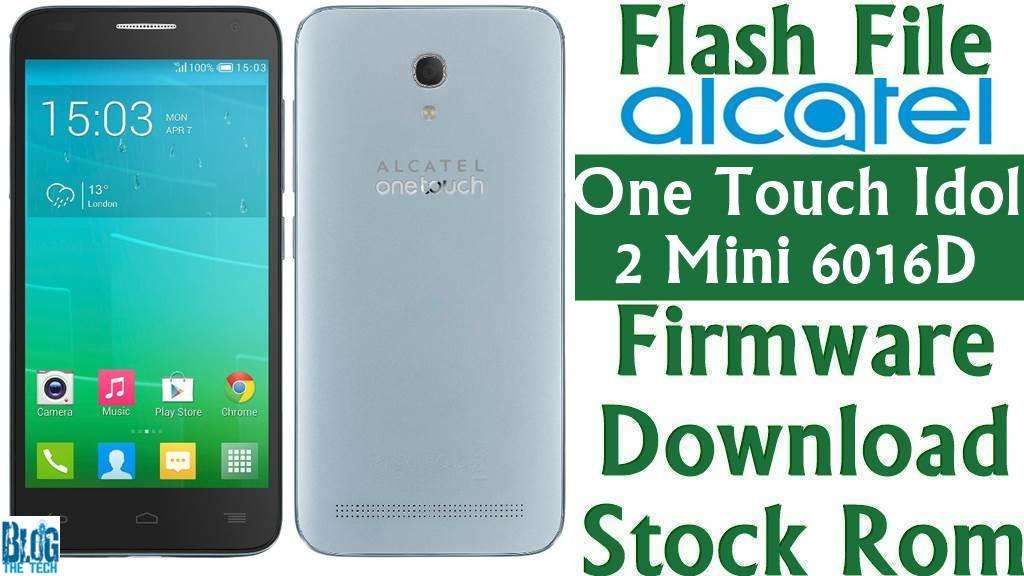 100% 15:03
15:03
MON
APR 7
13°
London
Camera
Music
Play Store
Chrome
ALCATEL
onetouch
Flash File
alcatel
One Touch Idol
2 Mini 6016D
Firmware
Download
Stock Rom
BLOG
THE TECH